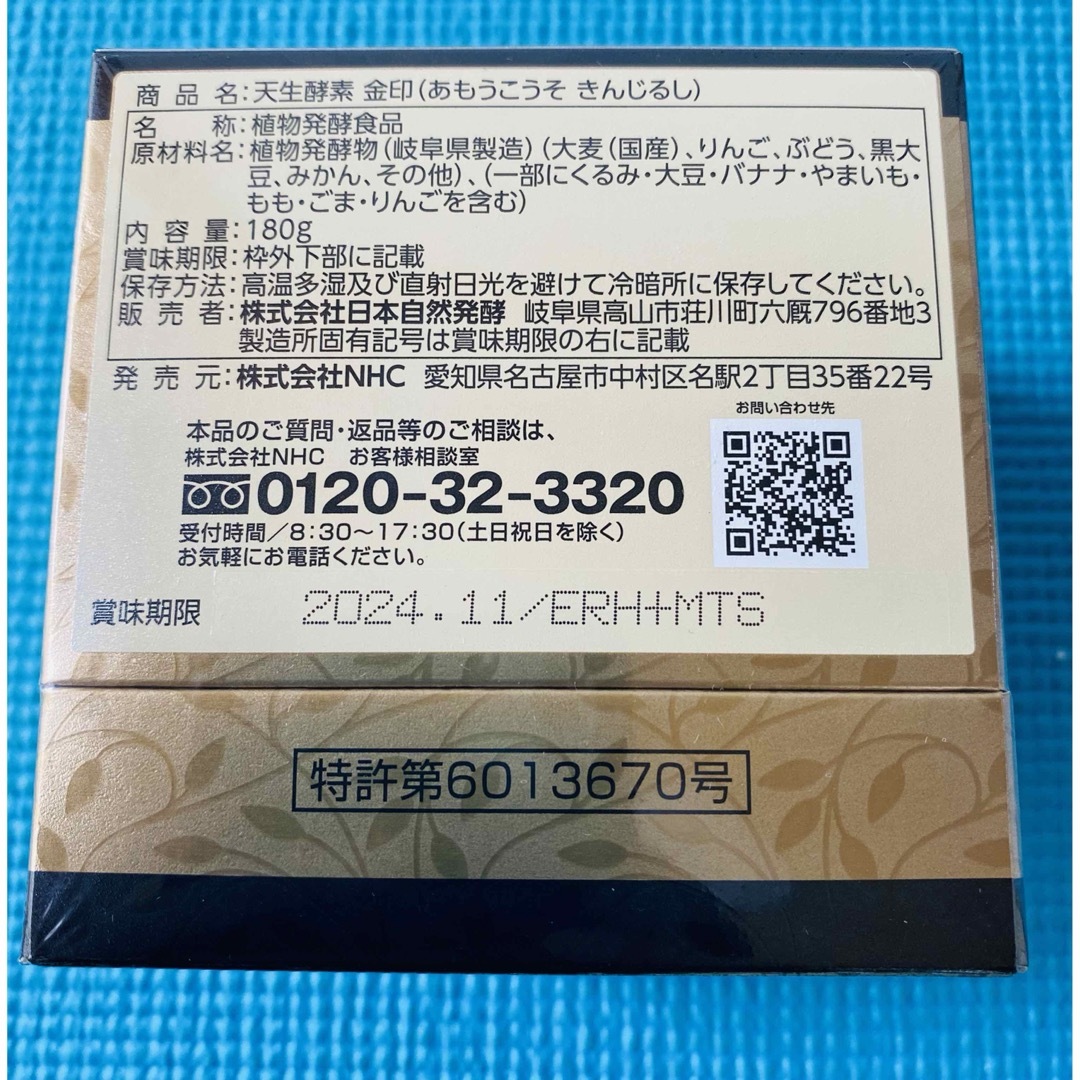 商品名:天生酵素 金印(あもうこうそ きんじるし)
名称:植物発酵食品
原材料名:植物発酵物(岐阜県製造)(大麦(国産)、りんご、ぶどう、黒大
豆、みかん、その他)、(一部にくるみ・大豆・バナナ・やまいも・
もも・ごま・りんごを含む)
内容量:180g
賞味期限:枠外下部に記載
保存方法:高温多湿及び直射日光を避けて冷暗所に保存してください。
販売者:株式会社日本自然発酵 岐阜県高山市荘川町六厩796番地3
製造所固有記号は賞味期限の右に記載
発売元:株式会社NHC 愛知県名古屋市中村区名駅2丁目35番22号
お問い合わせ先
本品のご質問・返品等のご相談は、
株式会社NHC お客様相談室
0120-32-3320
受付時間/8:30〜17:30(土日祝日を除く)
お気軽にお電話ください。
賞味期限 2024.11/ERH+MTS
特許第6013670号